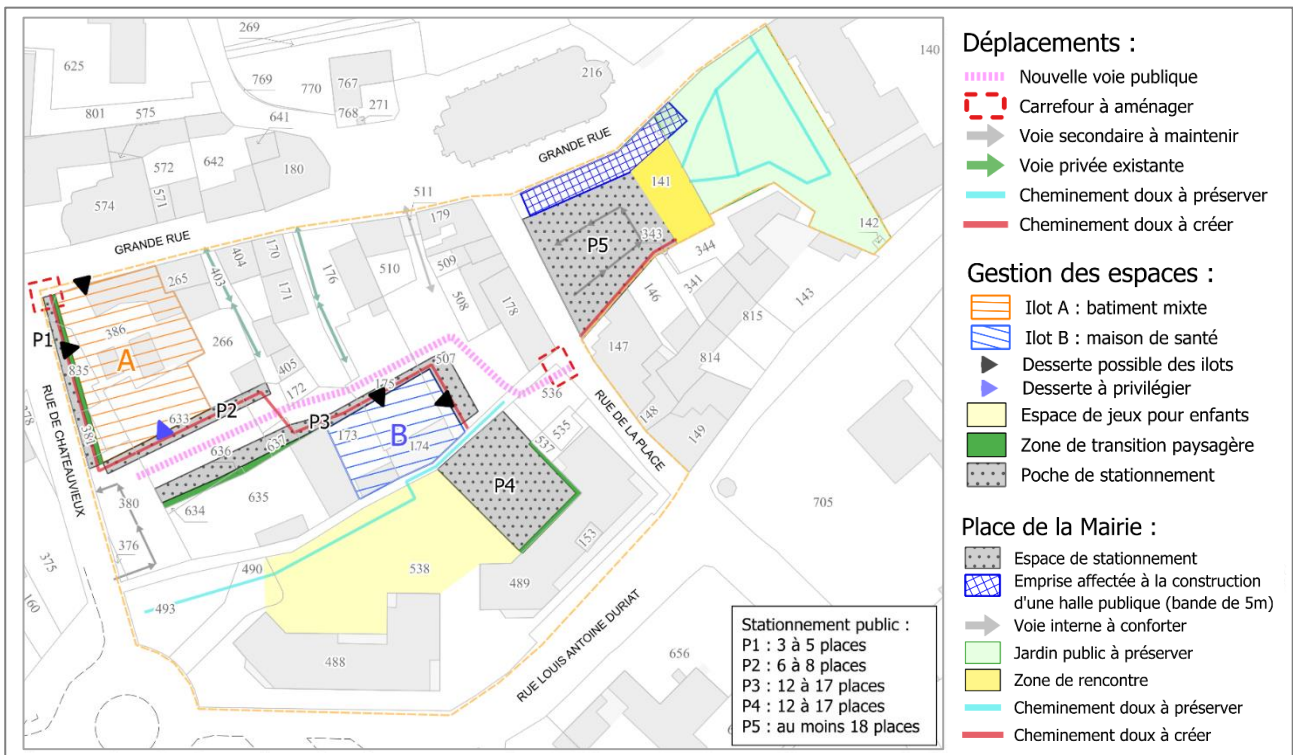 269
625
769
770
767
768
271
216
140
801
575
641
572
642
180
571
574
GRANDE RUE
511
179
141
GRANDE RUE
265
403
404
170
176
510
509
508
178
P5
343
344
142
171
341
146
143
815
P1
386
A
266
835
405
172
507
175
536
147
814
RUE DE CHATEAUVIEUX
378
P2
633
P3
381
636
637
173
B
174
RUE DE LA PLACE
148
149
535
537
P4
380
634
635
705
376
375
160
490
538
153
489
493
488
RUE LOUIS ANTOINE DURIAT
656
Stationnement public :
P1 : 3 à 5 places
P2 : 6 à 8 places
P3 : 12 à 17 places
P4 : 12 à 17 places
P5 : au moins 18 places
Déplacements :
Nouvelle voie publique
Carrefour à aménager
Voie secondaire à maintenir
Voie privée existante
Cheminement doux à préserver
Cheminement doux à créer
Gestion des espaces :
Ilot A : batiment mixte
Ilot B : maison de santé
Desserte possible des ilots
Desserte à privilégier
Espace de jeux pour enfants
Zone de transition paysagère
Poche de stationnement
Place de la Mairie :
Espace de stationnement
Emprise affectée à la construction
d'une halle publique (bande de 5m)
Voie interne à conforter
Jardin public à préserver
Zone de rencontre
Cheminement doux à préserver
Cheminement doux à créer